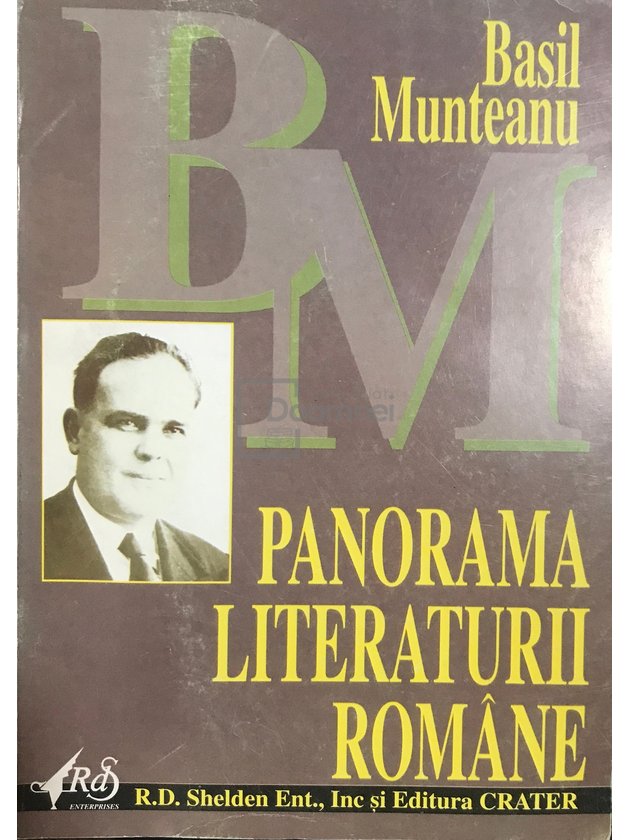 BM
Basil
Munteanu
PANORAMA
LITERATURII
ROMÂNE
RdS
ENTERPRISES
R.D. Shelden Ent., Inc și Editura CRATER